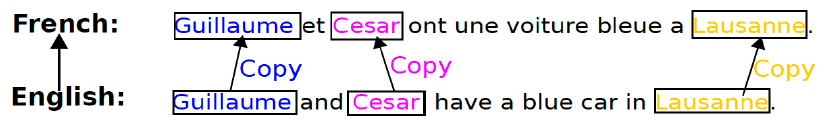 French: Guillaume et Cesar ont une voiture bleue a Lausanne.
Copy Copy Copy
English: Guillaume and Cesar have a blue car in Lausanne.